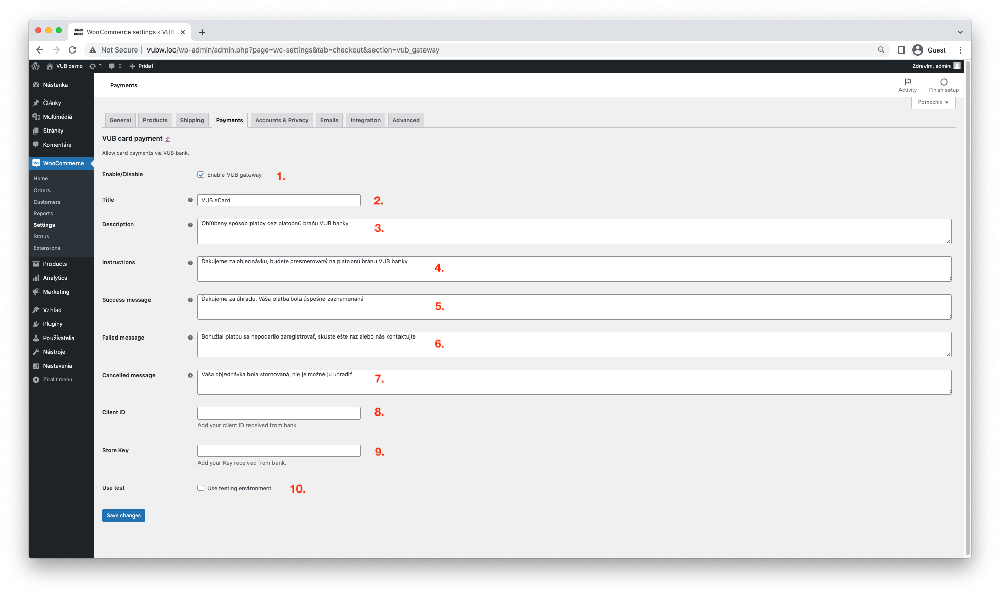 DEMO
ESHOP
WooCommerce settings ‹ VUB
Not Secure
vubw.loc/wp-admin/admin.php?page=wc-settings&tab=checkout&section=vub_gateway
Guest
VUB demo
1
0
Pridať
Zdravím, admin
Nástenka
Články
Multimédiá
Stránky
Komentáre
Woo
WooCommerce
Home
Orders
Customers
Reports
Settings
Status
Extensions
Products
Analytics
Marketing
Vzhľad
Pluginy
Používatelia
Nástroje
Nastavenia
Zbaliť menu
Payments
Activity
Finish setup
Pomocník
General
Products
Shipping
Payments
Accounts & Privacy
Emails
Integration
Advanced
VUB card payment
Allow card payments via VUB bank.
Enable/Disable
Enable VUB gateway
1.
Title
VUB eCard
2.
Description
Obľúbený spôsob platby cez platobnú braňu VUB banky
3.
Instructions
Ďakujeme za objednávku, budete presmerovaný na platobnú bránu VUB banky
4.
Success message
Ďakujeme za úhradu. Váša platba bola úspešne zaznamenaná
5.
Failed message
Bohužial platbu sa nepodarilo zaregistrovať, skúste ešte raz alebo nás kontaktujte
6.
Cancelled message
Vaša objednávka bola stornovaná, nie je možné ju uhradiť
7.
Client ID
8.
Add your client ID received from bank.
Store Key
9.
Add your Key received from bank.
Use test
Use testing environment
10.
Save changes